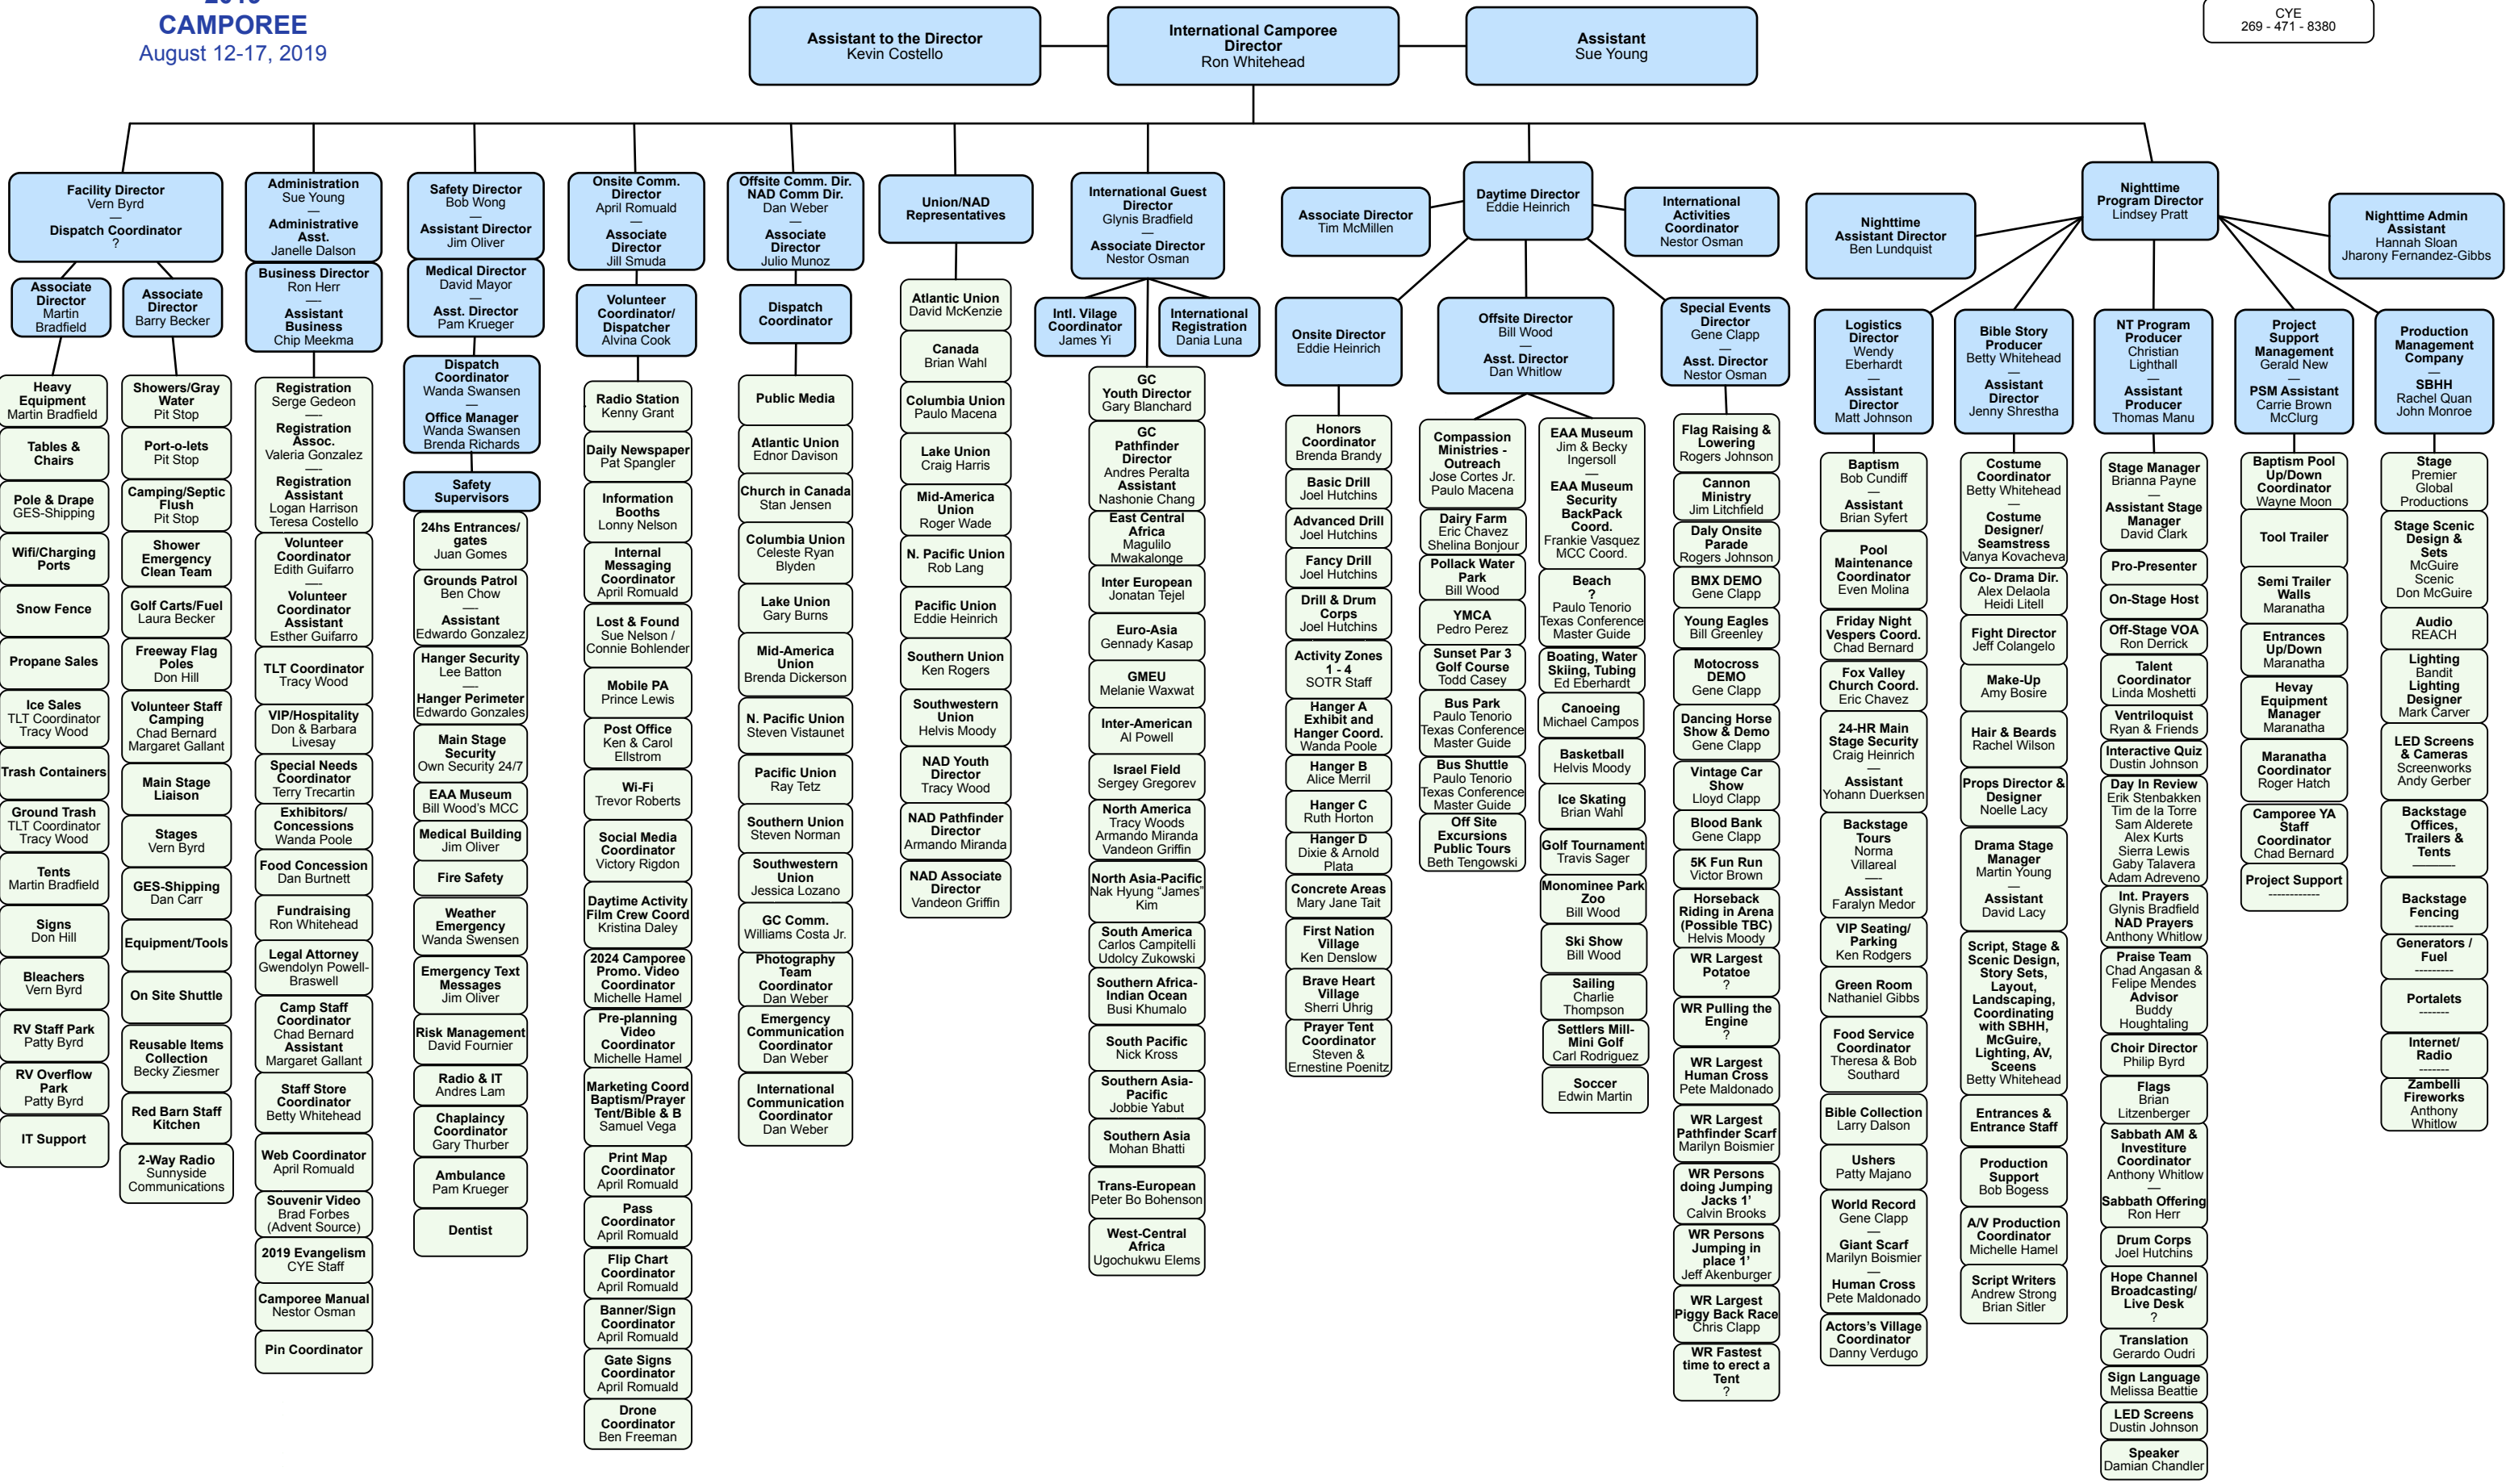 CAMPOREE
August 12-17, 2019
Assistant to the Director
Kevin Costello
International Camporee
Director
Ron Whitehead
Assistant
Sue Young
CYE
269 - 471 - 8380
Facility Director
Vern Byrd
—
Dispatch Coordinator
?
Associate
Director
Martin
Bradfield
Heavy
Equipment
Martin Bradfield
Tables &
Chairs
Pole & Drape
GES-Shipping
Wifi/Charging
Ports
Snow Fence
Propane Sales
Ice Sales
TLT Coordinator
Tracy Wood
Trash Containers
Ground Trash
TLT Coordinator
Tracy Wood
Tents
Martin Bradfield
Signs
Don Hill
Bleachers
Vern Byrd
RV Staff Park
Patty Byrd
RV Overflow
Park
Patty Byrd
IT Support
Associate
Director
Barry Becker
Showers/Gray
Water
Pit Stop
Port-o-lets
Pit Stop
Camping/Septic
Flush
Pit Stop
Shower
Emergency
Clean Team
Golf Carts/Fuel
Laura Becker
Freeway Flag
Poles
Don Hill
Volunteer Staff
Camping
Chad Bernard
Margaret Gallant
Main Stage
Liaison
Stages
Vern Byrd
GES-Shipping
Dan Carr
Equipment/Tools
On Site Shuttle
Reusable Items
Collection
Becky Ziesmer
Red Barn Staff
Kitchen
2-Way Radio
Sunnyside
Communications
Administration
Sue Young
—
Administrative
Asst.
Janelle Dalson
Business Director
Ron Herr
—-
Assistant
Business
Chip Meekma
Registration
Serge Gedeon
—-
Registration
Assoc.
Valeria Gonzalez
—-
Registration
Assistant
Logan Harrison
Teresa Costello
Volunteer
Coordinator
Edith Guifarro
—-
Volunteer
Coordinator
Assistant
Esther Guifarro
TLT Coordinator
Tracy Wood
VIP/Hospitality
Don & Barbara
Livesay
Special Needs
Coordinator
Terry Trecartin
Exhibitors/
Concessions
Wanda Poole
Food Concession
Dan Burtnett
Fundraising
Ron Whitehead
Legal Attorney
Gwendolyn Powell-
Braswell
Camp Staff
Coordinator
Chad Bernard
Assistant
Margaret Gallant
Staff Store
Coordinator
Betty Whitehead
Web Coordinator
April Romuald
Souvenir Video
Brad Forbes
(Advent Source)
2019 Evangelism
CYE Staff
Camporee Manual
Nestor Osman
Pin Coordinator
Safety Director
Bob Wong
—
Assistant Director
Jim Oliver
Medical Director
David Mayor
—
Asst. Director
Pam Krueger
Dispatch
Coordinator
Wanda Swansen
—
Office Manager
Wanda Swansen
Brenda Richards
Safety
Supervisors
24hs Entrances/
gates
Juan Gomes
Grounds Patrol
Ben Chow
—-
Assistant
Edwardo Gonzalez
Hanger Security
Lee Batton
—-
Hanger Perimeter
Edwardo Gonzales
Main Stage
Security
Own Security 24/7
EAA Museum
Bill Wood's MCC
Medical Building
Jim Oliver
Fire Safety
Weather
Emergency
Wanda Swensen
Emergency Text
Messages
Jim Oliver
Risk Management
David Fournier
Radio & IT
Andres Lam
Chaplaincy
Coordinator
Gary Thurber
Ambulance
Pam Krueger
Dentist
Onsite Comm.
Director
April Romuald
—
Associate
Director
Jill Smuda
Volunteer
Coordinator/
Dispatcher
Alvina Cook
Radio Station
Kenny Grant
Daily Newspaper
Pat Spangler
Information
Booths
Lonny Nelson
Internal
Messaging
Coordinator
April Romuald
Lost & Found
Sue Nelson /
Connie Bohlender
Mobile PA
Prince Lewis
Post Office
Ken & Carol
Ellstrom
Wi-Fi
Trevor Roberts
Social Media
Coordinator
Victory Rigdon
Daytime Activity
Film Crew Coord
Kristina Daley
2024 Camporee
Promo. Video
Coordinator
Michelle Hamel
Pre-planning
Video
Coordinator
Michelle Hamel
Marketing Coord
Baptism/Prayer
Tent/Bible & B
Samuel Vega
Print Map
Coordinator
April Romuald
Pass
Coordinator
April Romuald
Flip Chart
Coordinator
April Romuald
Banner/Sign
Coordinator
April Romuald
Gate Signs
Coordinator
April Romuald
Drone
Coordinator
Ben Freeman
Offsite Comm. Dir.
NAD Comm Dir.
Dan Weber
—
Associate
Director
Julio Munoz
Dispatch
Coordinator
Public Media
Atlantic Union
Ednor Davison
Church in Canada
Stan Jensen
Columbia Union
Celeste Ryan
Blyden
Lake Union
Gary Burns
Mid-America
Union
Brenda Dickerson
N. Pacific Union
Steven Vistaunet
Pacific Union
Ray Tetz
Southern Union
Steven Norman
Southwestern
Union
Jessica Lozano
GC Comm.
Williams Costa Jr.
Photography
Team
Coordinator
Dan Weber
Emergency
Communication
Coordinator
Dan Weber
International
Communication
Coordinator
Dan Weber
Union/NAD
Representatives
Atlantic Union
David McKenzie
Canada
Brian Wahl
Columbia Union
Paulo Macena
Lake Union
Craig Harris
Mid-America
Union
Roger Wade
N. Pacific Union
Rob Lang
Pacific Union
Eddie Heinrich
Southern Union
Ken Rogers
Southwestern
Union
Helvis Moody
NAD Youth
Director
Tracy Wood
NAD Pathfinder
Director
Armando Miranda
NAD Associate
Director
Vandeon Griffin
International Guest
Director
Glynis Bradfield
—
Associate Director
Nestor Osman
Intl. Vilage
Coordinator
James Yi
International
Registration
Dania Luna
GC
Youth Director
Gary Blanchard
GC
Pathfinder
Director
Andres Peralta
Assistant
Nashonie Chang
East Central
Africa
Magulilo
Mwakalonge
Inter European
Jonatan Tejel
Euro-Asia
Gennady Kasap
GMEU
Melanie Waxwat
Inter-American
Al Powell
Israel Field
Sergey Gregorev
North America
Tracy Woods
Armando Miranda
Vandeon Griffin
North Asia-Pacific
Nak Hyung “James”
Kim
South America
Carlos Campitelli
Udolcy Zukowski
Southern Africa-
Indian Ocean
Busi Khumalo
South Pacific
Nick Kross
Southern Asia-
Pacific
Jobbie Yabut
Southern Asia
Mohan Bhatti
Trans-European
Peter Bo Bohenson
West-Central
Africa
Ugochukwu Elems
Associate Director
Tim McMillen
Daytime Director
Eddie Heinrich
International
Activities
Coordinator
Nestor Osman
Onsite Director
Eddie Heinrich
Honors
Coordinator
Brenda Brandy
Basic Drill
Joel Hutchins
Advanced Drill
Joel Hutchins
Fancy Drill
Joel Hutchins
Drill & Drum
Corps
Joel Hutchins
Activity Zones
1 - 4
SOTR Staff
Hanger A
Exhibit and
Hanger Coord.
Wanda Poole
Hanger B
Alice Merril
Hanger C
Ruth Horton
Hanger D
Dixie & Arnold
Plata
Concrete Areas
Mary Jane Tait
First Nation
Village
Ken Denslow
Brave Heart
Village
Sherri Uhrig
Prayer Tent
Coordinator
Steven &
Ernestine Poenitz
Offsite Director
Bill Wood
—
Asst. Director
Dan Whitlow
Compassion
Ministries -
Outreach
Jose Cortes Jr.
Paulo Macena
Dairy Farm
Eric Chavez
Shelina Bonjour
Pollack Water
Park
Bill Wood
YMCA
Pedro Perez
Sunset Par 3
Golf Course
Todd Casey
Bus Park
Paulo Tenorio
Texas Conference
Master Guide
Bus Shuttle
Paulo Tenorio
Texas Conference
Master Guide
Off Site
Excursions
Public Tours
Beth Tengowski
EAA Museum
Jim & Becky
Ingersoll
—
EAA Museum
Security
BackPack
Coord.
Frankie Vasquez
MCC Coord.
Beach
?
Paulo Tenorio
Texas Conference
Master Guide
Boating, Water
Skiing, Tubing
Ed Eberhardt
Canoeing
Michael Campos
Basketball
Helvis Moody
Ice Skating
Brian Wahl
Golf Tournament
Travis Sager
Monominee Park
Zoo
Bill Wood
Ski Show
Bill Wood
Sailing
Charlie
Thompson
Settlers Mill-
Mini Golf
Carl Rodriguez
Soccer
Edwin Martin
Special Events
Director
Gene Clapp
—
Asst. Director
Nestor Osman
Flag Raising &
Lowering
Rogers Johnson
Cannon
Ministry
Jim Litchfield
Daly Onsite
Parade
Rogers Johnson
BMX DEMO
Gene Clapp
Young Eagles
Bill Greenley
Motocross
DEMO
Gene Clapp
Dancing Horse
Show & Demo
Gene Clapp
Vintage Car
Show
Lloyd Clapp
Blood Bank
Gene Clapp
5K Fun Run
Victor Brown
Horseback
Riding in Arena
(Possible TBC)
Helvis Moody
WR Largest
Potatoe
?
WR Pulling the
Engine
?
WR Largest
Human Cross
Pete Maldonado
WR Largest
Pathfinder Scarf
Marilyn Boismier
WR Persons
doing Jumping
Jacks 1'
Calvin Brooks
WR Persons
Jumping in
place 1'
Jeff Akenburger
WR Largest
Piggy Back Race
Chris Clapp
WR Fastest
time to erect a
Tent
?
Nighttime
Assistant Director
Ben Lundquist
Nighttime
Program Director
Lindsey Pratt
Nighttime Admin
Assistant
Hannah Sloan
Jharony Fernandez-Gibbs
Logistics
Director
Wendy
Eberhardt
—
Assistant
Director
Matt Johnson
Baptism
Bob Cundiff
—
Assistant
Brian Syfert
Pool
Maintenance
Coordinator
Even Molina
Friday Night
Vespers Coord.
Chad Bernard
Fox Valley
Church Coord.
Eric Chavez
24-HR Main
Stage Security
Craig Heinrich
—
Assistant
Yohann Duerksen
Backstage
Tours
Norma
Villareal
—-
Assistant
Faralyn Medor
VIP Seating/
Parking
Ken Rodgers
Green Room
Nathaniel Gibbs
Food Service
Coordinator
Theresa & Bob
Southard
Bible Collection
Larry Dalson
Ushers
Patty Majano
World Record
Gene Clapp
—
Giant Scarf
Marilyn Boismier
—
Human Cross
Pete Maldonado
Actors's Village
Coordinator
Danny Verdugo
Bible Story
Producer
Betty Whitehead
—
Assistant
Director
Jenny Shrestha
Costume
Coordinator
Betty Whitehead
—
Costume
Designer/
Seamstress
Vanya Kovacheva
Co- Drama Dir.
Alex Delaola
Heidi Litell
Fight Director
Jeff Colangelo
Make-Up
Amy Bosire
Hair & Beards
Rachel Wilson
Props Director &
Designer
Noelle Lacy
Drama Stage
Manager
Martin Young
—
Assistant
David Lacy
Script, Stage &
Scenic Design,
Story Sets,
Layout,
Landscaping,
Coordinating
with SBHH,
McGuire,
Lighting, AV,
Sceens
Betty Whitehead
Entrances &
Entrance Staff
Production
Support
Bob Bogess
A/V Production
Coordinator
Michelle Hamel
Script Writers
Andrew Strong
Brian Sitler
NT Program
Producer
Christian
Lighthall
—
Assistant
Producer
Thomas Manu
Stage Manager
Brianna Payne
—
Assistant Stage
Manager
David Clark
Pro-Presenter
On-Stage Host
Off-Stage VOA
Ron Derrick
Talent
Coordinator
Linda Moshetti
Ventriloquist
Ryan & Friends
Interactive Quiz
Dustin Johnson
Day In Review
Erik Stenbakken
Tim de la Torre
Sam Alderete
Alex Kurts
Sierra Lewis
Gaby Talavera
Adam Adreveno
Int. Prayers
Glynis Bradfield
NAD Prayers
Anthony Whitlow
Praise Team
Chad Angasan &
Felipe Mendes
Advisor
Buddy
Houghtaling
Choir Director
Philip Byrd
Flags
Brian
Litzenberger
Sabbath AM &
Investiture
Coordinator
Anthony Whitlow
—
Sabbath Offering
Ron Herr
Drum Corps
Joel Hutchins
Hope Channel
Broadcasting/
Live Desk
?
Translation
Gerardo Oudri
Sign Language
Melissa Beattie
LED Screens
Dustin Johnson
Speaker
Damian Chandler
Project
Support
Management
Gerald New
—
PSM Assistant
Carrie Brown
McClurg
Baptism Pool
Up/Down
Coordinator
Wayne Moon
Tool Trailer
Semi Trailer
Walls
Maranatha
Entrances
Up/Down
Maranatha
Hevay
Equipment
Manager
Maranatha
Maranatha
Coordinator
Roger Hatch
Camporee YA
Staff
Coordinator
Chad Bernard
Project Support
------------
Production
Management
Company
—
SBHH
Rachel Quan
John Monroe
Stage
Premier
Global
Productions
Stage Scenic
Design &
Sets
McGuire
Scenic
Don McGuire
Audio
REACH
Lighting
Bandit
Lighting
Designer
Mark Carver
LED Screens
& Cameras
Screenworks
Andy Gerber
Backstage
Offices,
Trailers &
Tents
————-
Backstage
Fencing
---------
Generators /
Fuel
---------
Portalets
-------
Internet/
Radio
-------
Zambelli
Fireworks
Anthony
Whitlow